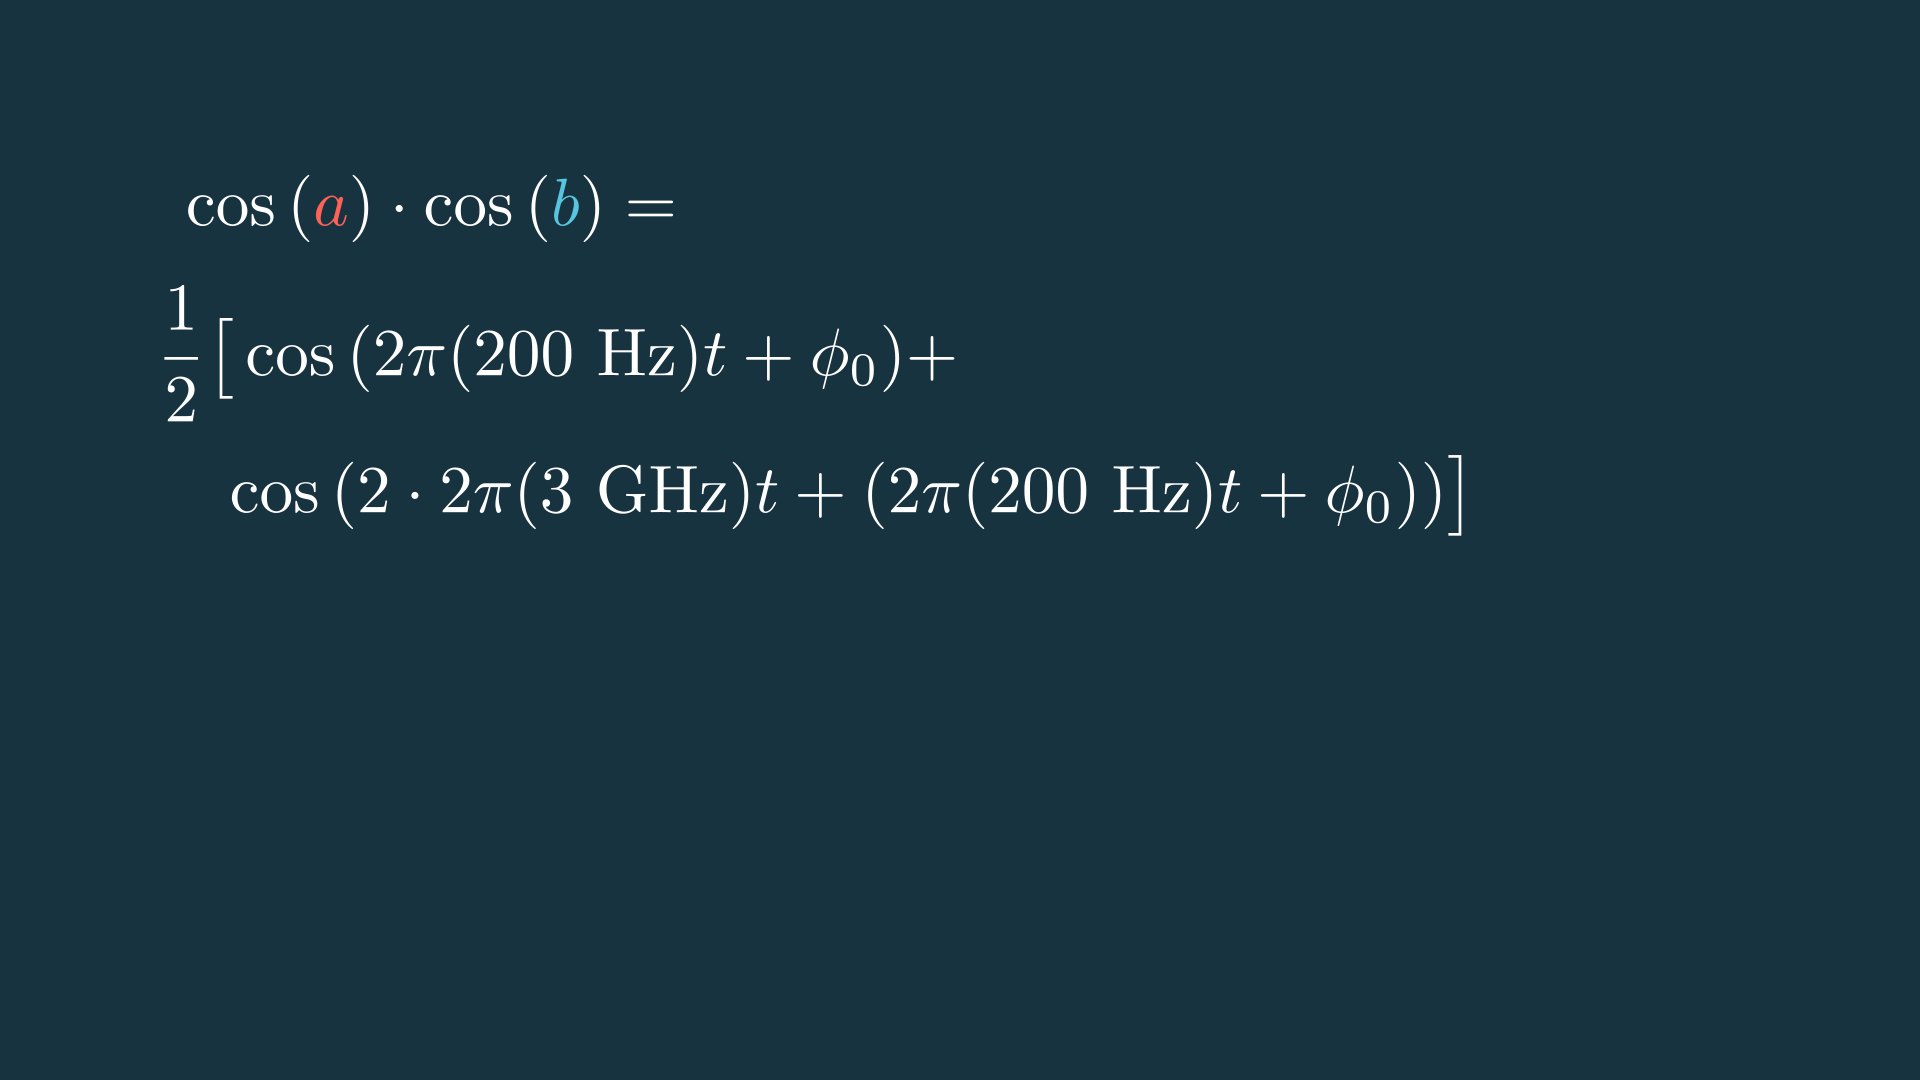 cos (a) · cos (b) =
1/2 [ cos (2π(200 Hz)t + ϕ₀)+
cos (2 · 2π(3 GHz)t + (2π(200 Hz)t + ϕ₀))]